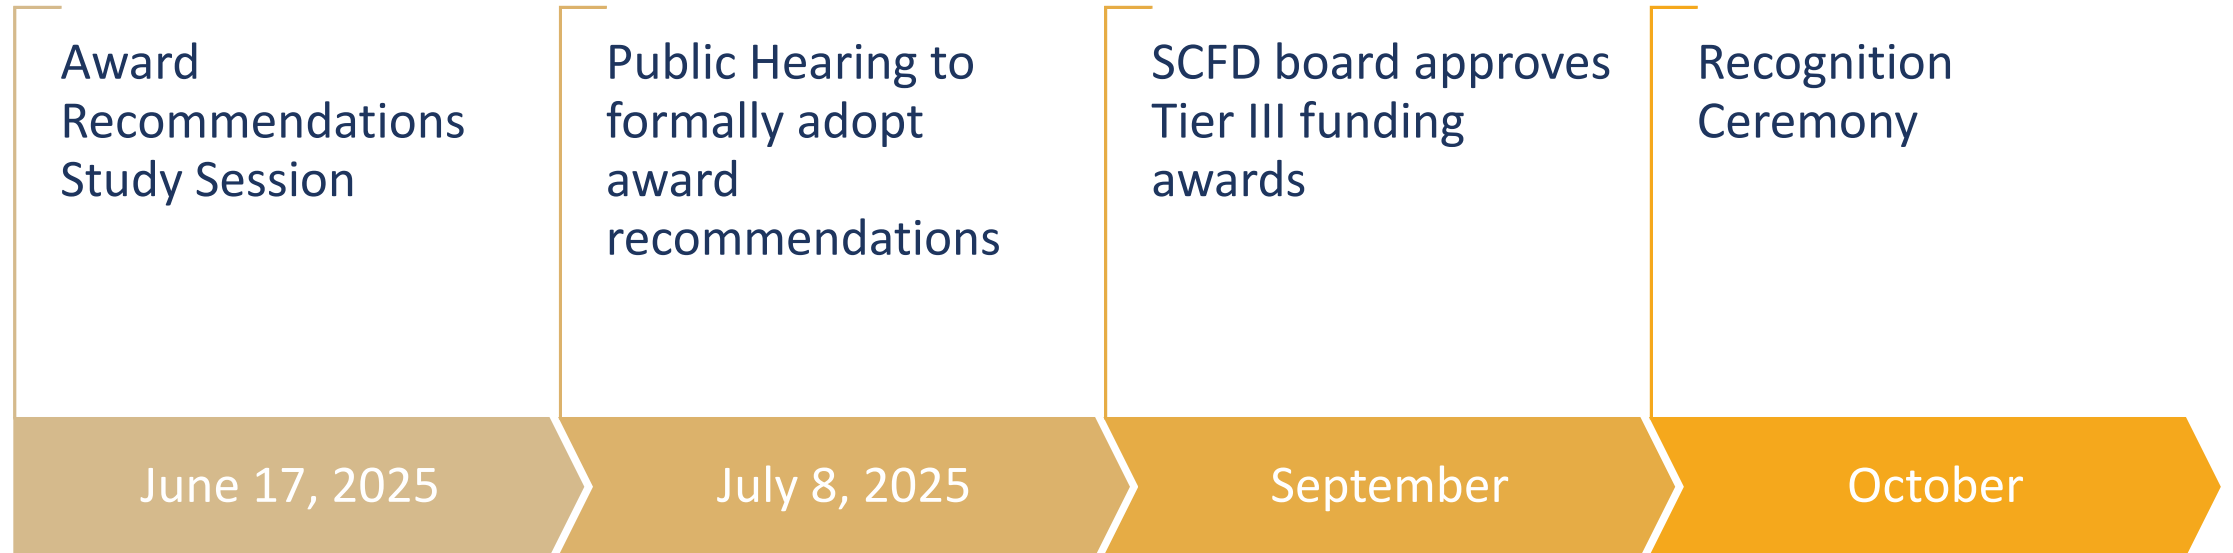 Award
Recommendations
Study Session
June 17, 2025
Public Hearing to
formally adopt
award
recommendations
July 8, 2025
SCFD board approves
Tier III funding
awards
September
Recognition
Ceremony
October